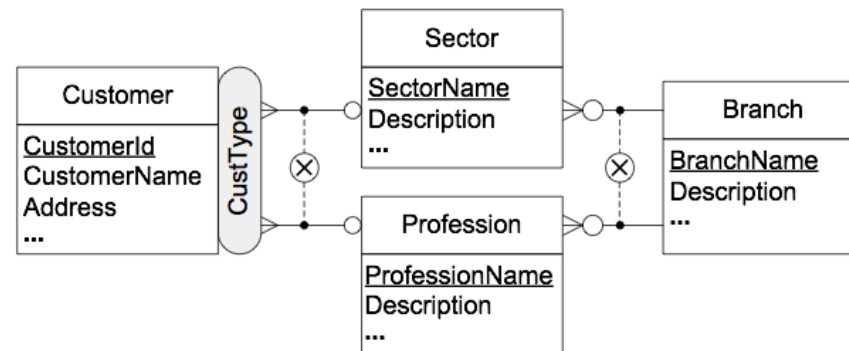 Customer
CustomerId
CustomerName
Address
...
CustType
Sector
SectorName
Description
...
Profession
ProfessionName
Description
...
Branch
BranchName
Description
...